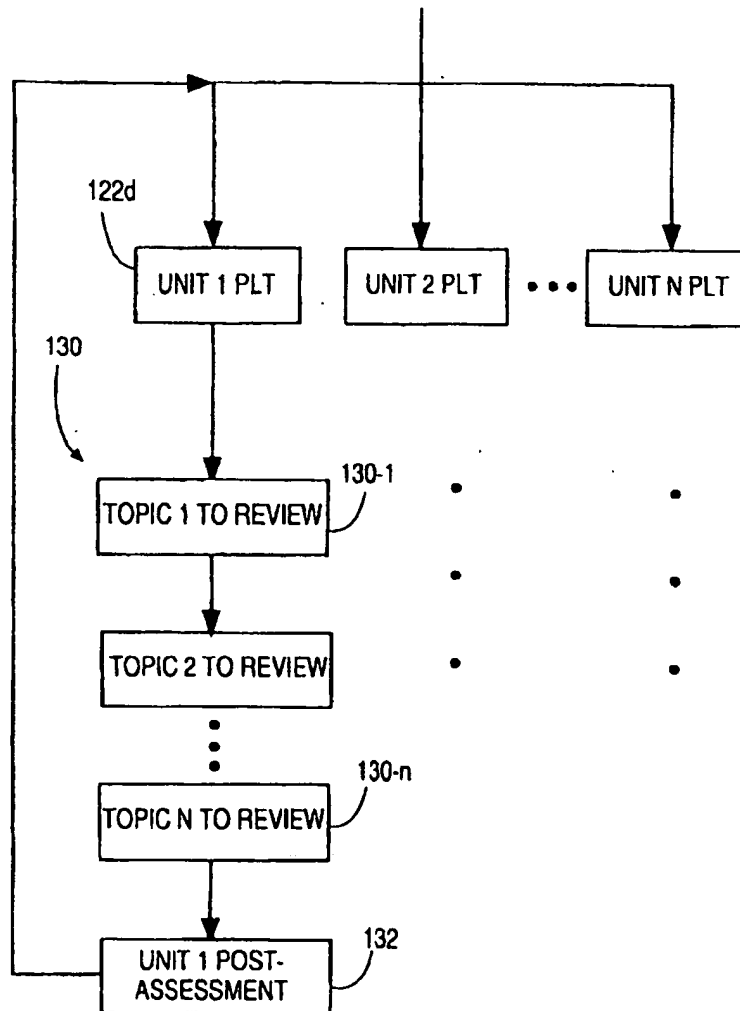 122d
UNIT 1 PLT
UNIT 2 PLT
UNIT N PLT
130
130-1
TOPIC 1 TO REVIEW
TOPIC 2 TO REVIEW
130-n
TOPIC N TO REVIEW
132
UNIT 1 POST-
ASSESSMENT